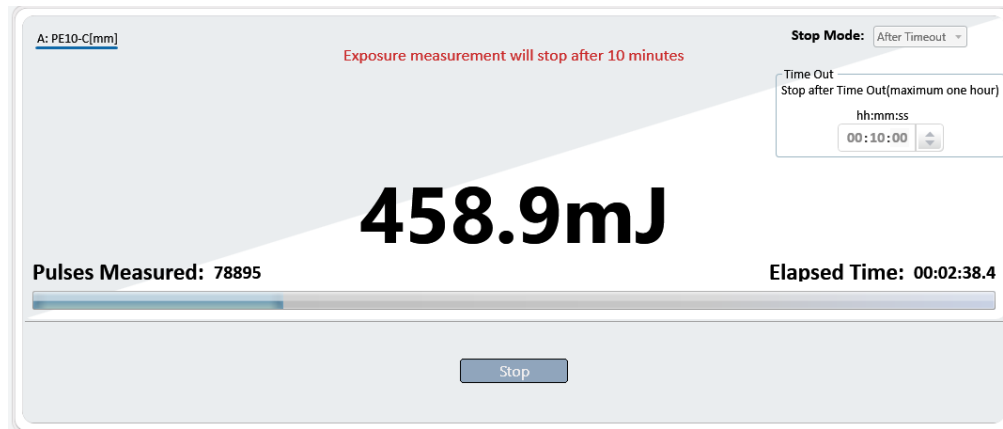 A: PE10-C[mm]
Stop Mode: After Timeout
Exposure measurement will stop after 10 minutes
Time Out
Stop after Time Out(maximum one hour)
hh:mm:ss
00:10:00
458.9mJ
Pulses Measured: 78895
Elapsed Time: 00:02:38.4
Stop